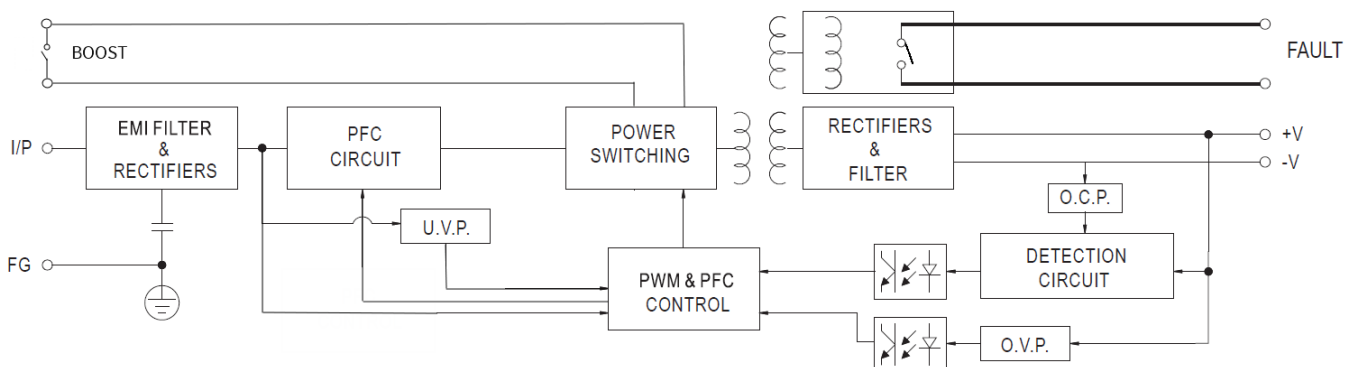 BOOST
FAULT
I/P
EMI FILTER
&
RECTIFIERS
PFC
CIRCUIT
POWER
SWITCHING
RECTIFIERS
&
FILTER
+V
-V
O.C.P.
U.V.P.
FG
PWM & PFC
CONTROL
DETECTION
CIRCUIT
O.V.P.